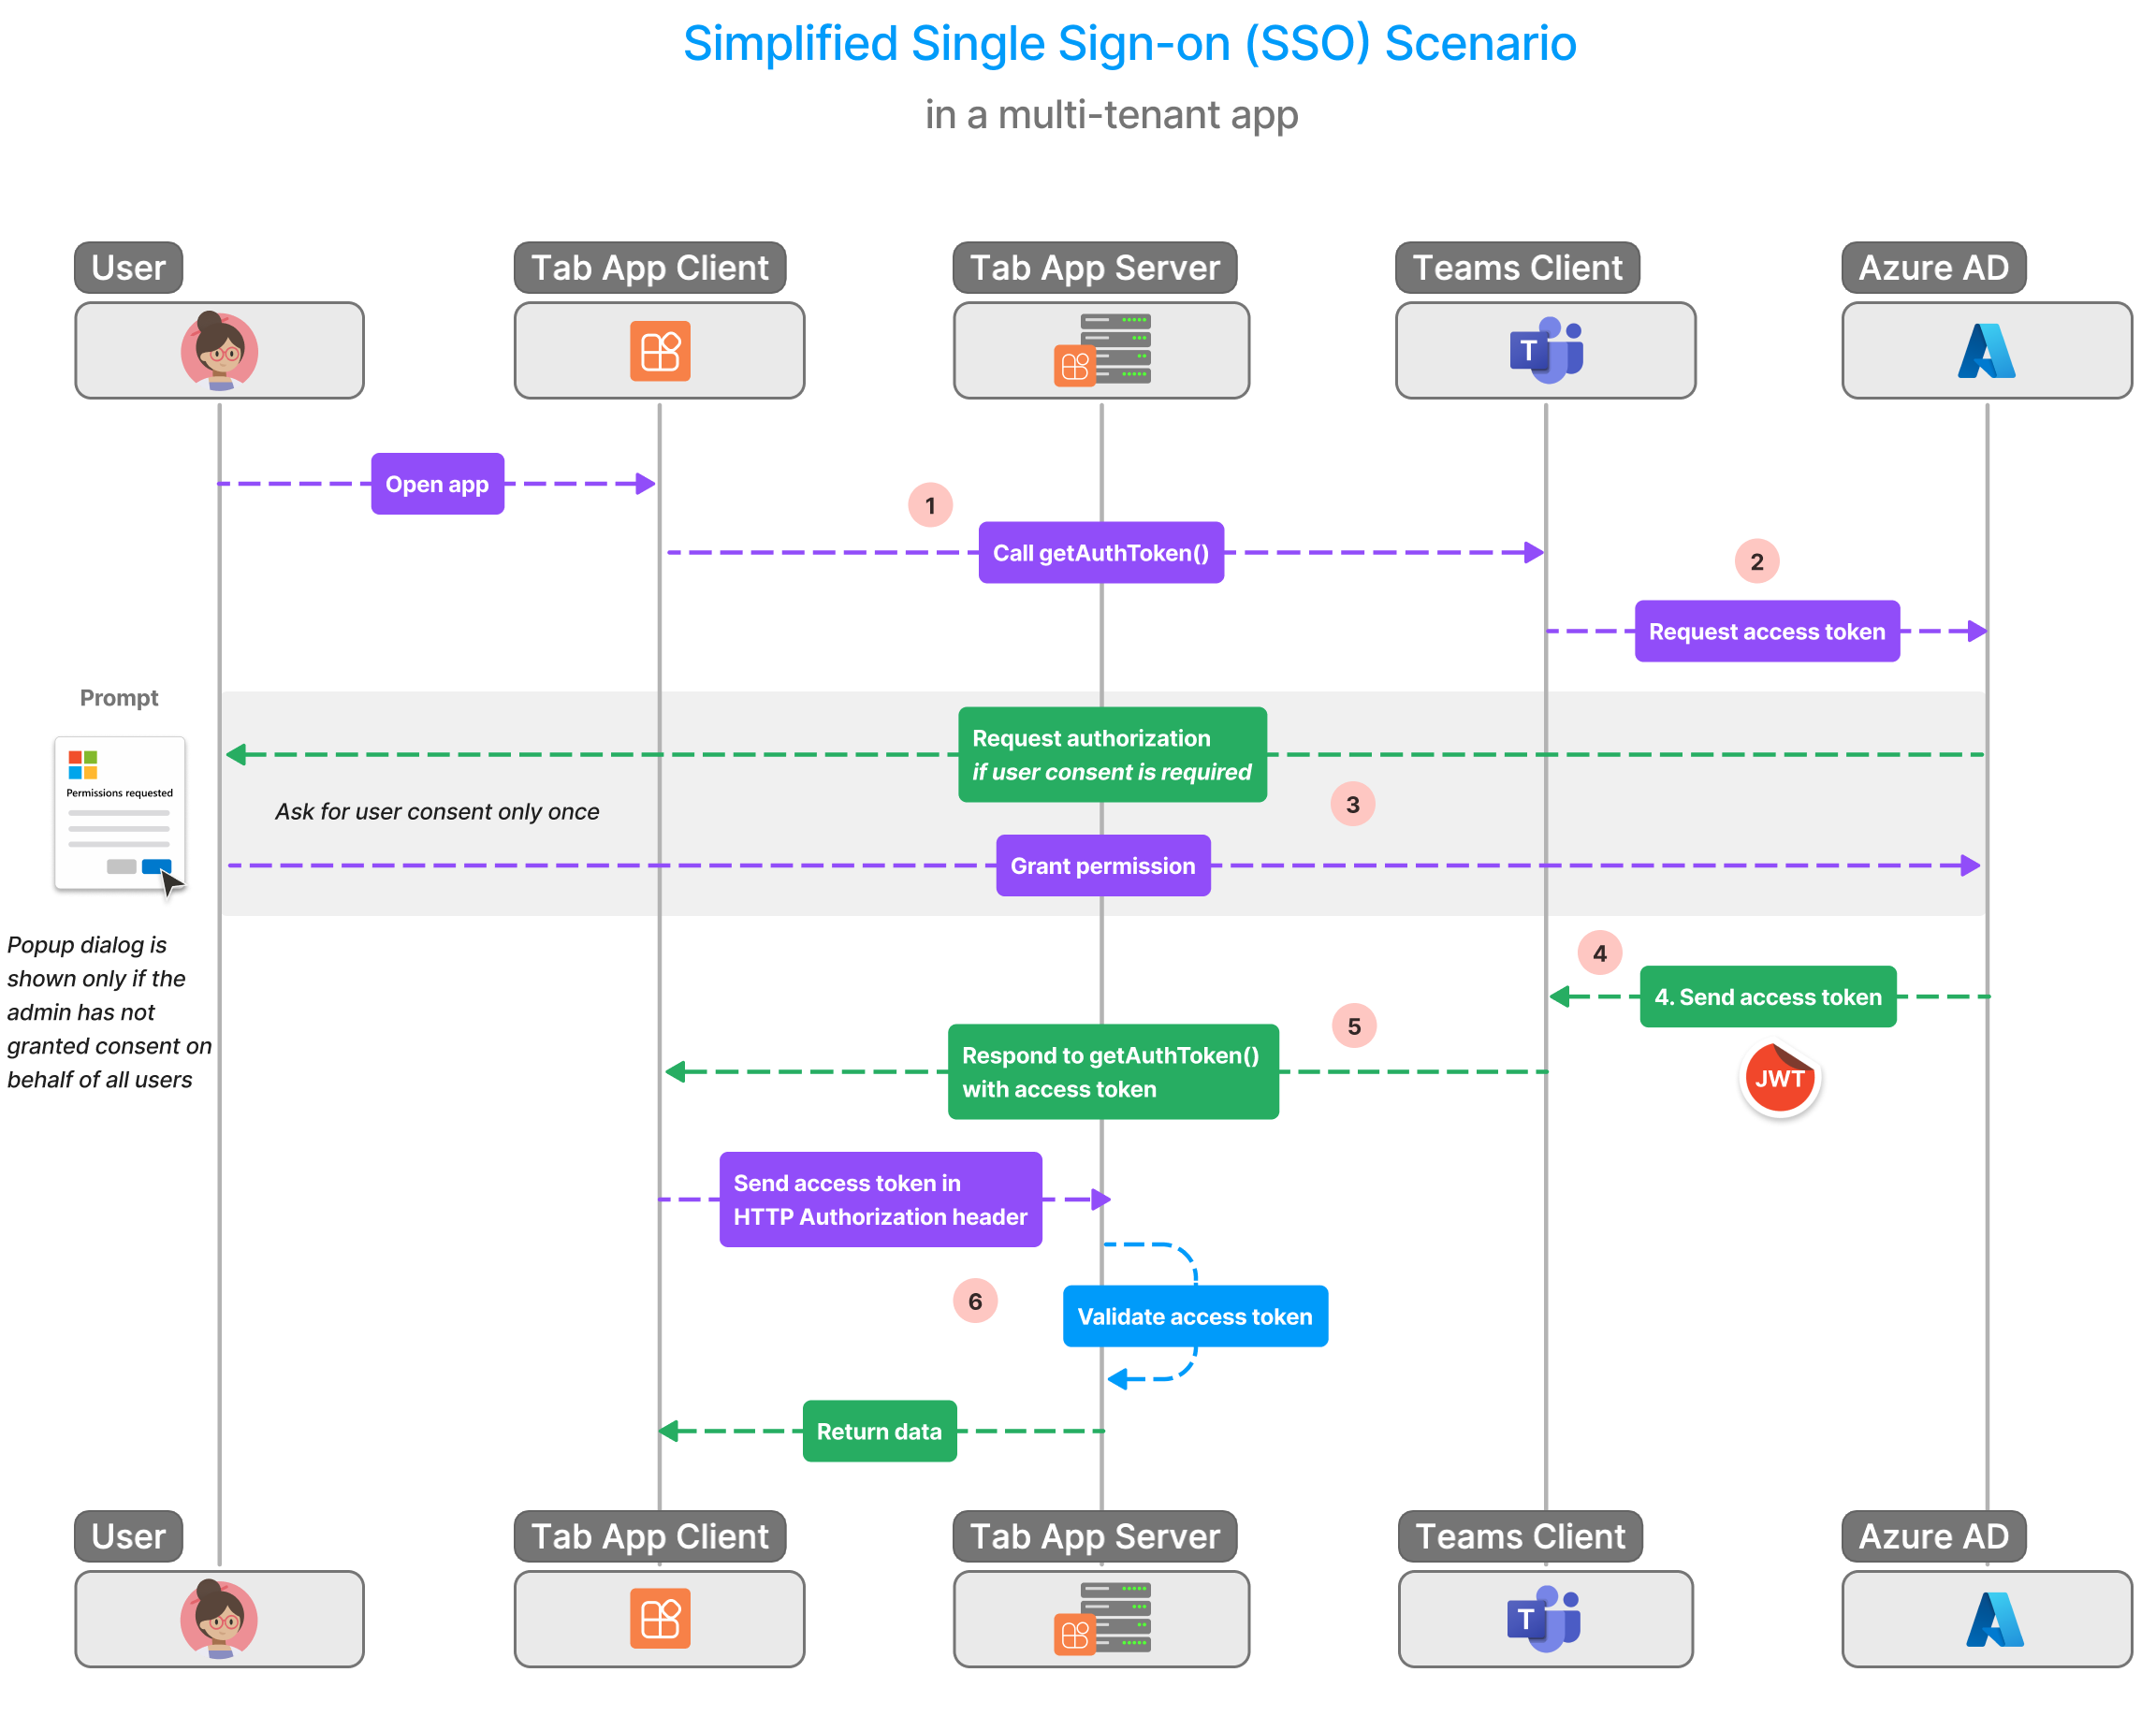 Simplified Single Sign-on (SSO) Scenario
in a multi-tenant app
User
Tab App Client
Tab App Server
Teams Client
Azure AD
T
Open app
1
Call getAuthToken()
2
Request access token
Prompt
Permissions requested
Request authorization
if user consent is required
Ask for user consent only once
3
Grant permission
Popup dialog is
shown only if the
admin has not
granted consent on
behalf of all users
4
4. Send access token
JWT
5
Respond to getAuthToken()
with access token
Send access token in
HTTP Authorization header
6
Validate access token
Return data
User
Tab App Client
Tab App Server
Teams Client
Azure AD
T